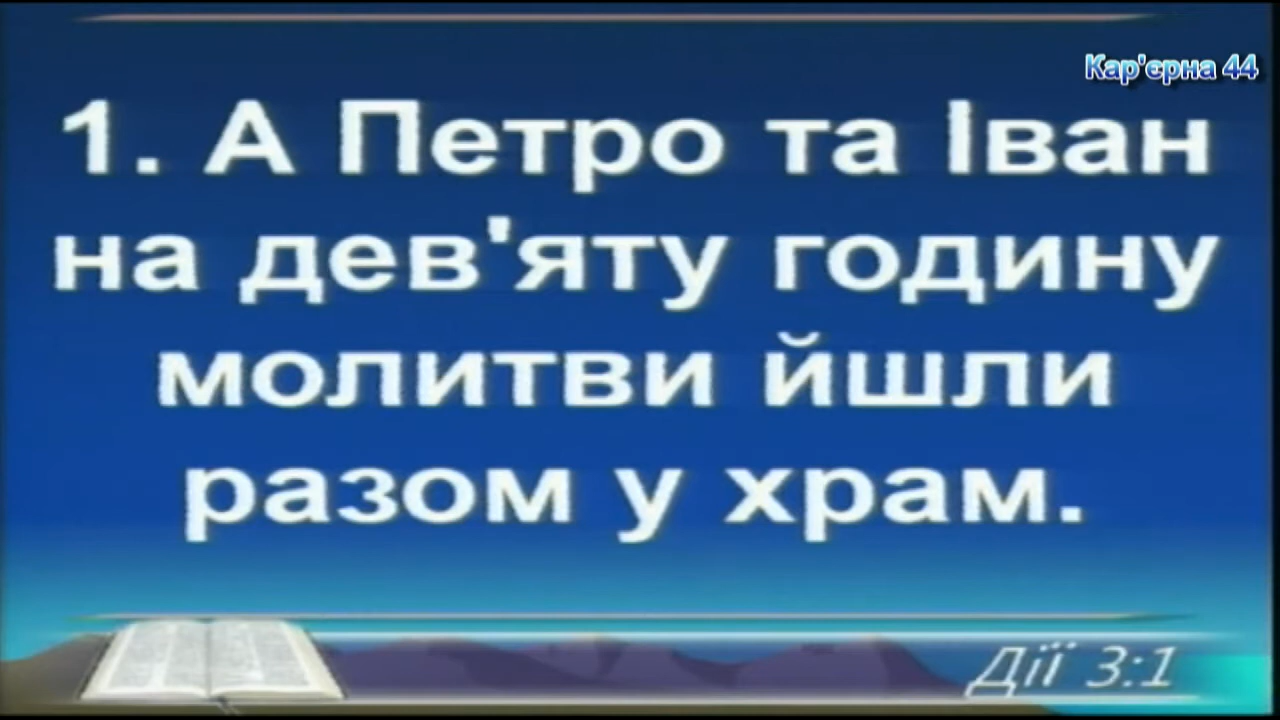 Кар'єрна 44
1. А Петро та Іван
на дев'яту годину
молитви йшли
разом у храм.
Дії 3:1